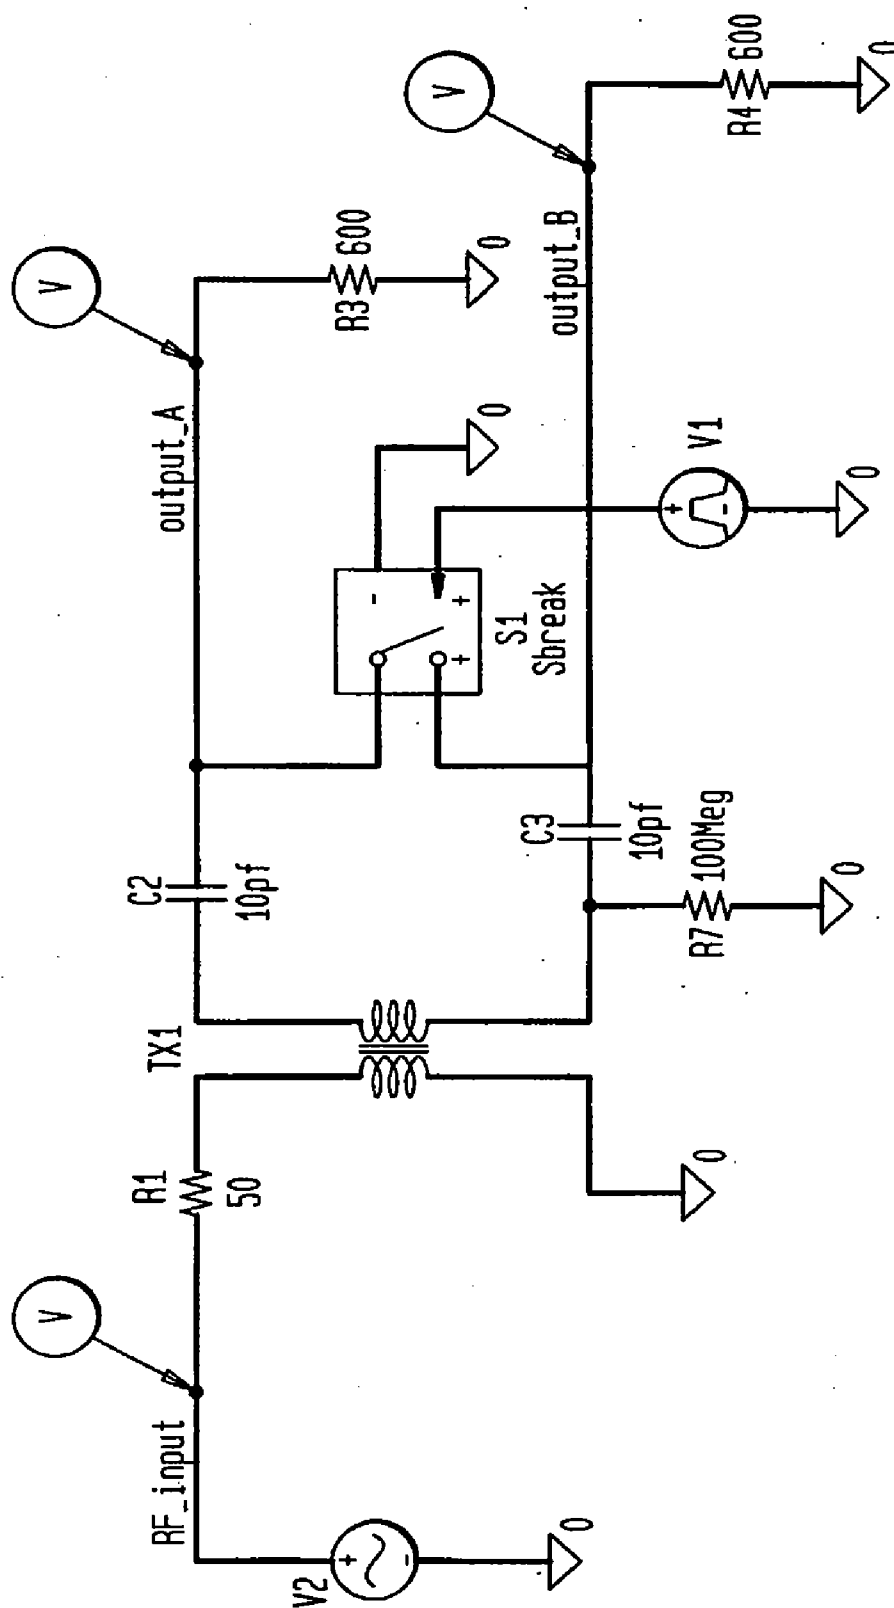 RF_input
V
V2
+
-
0
R1
50
TX1
0
C2
10pf
C3
10pf
R7
100Meg
0
output_A
V
R3
600
0
-
+
+
S1
Sbreak
0
V1
+
-
0
output_B
V
R4
600
0